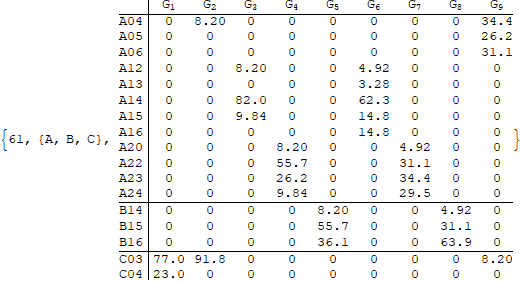 G₁ G₂ G₃ G₄ G₅ G₆ G₇ G₈ G₉
A04 0 8.20 0 0 0 0 0 0 34.4
A05 0 0 0 0 0 0 0 0 26.2
A06 0 0 0 0 0 0 0 0 31.1
A12 0 0 8.20 0 0 4.92 0 0 0
A13 0 0 0 0 0 3.28 0 0 0
A14 0 0 82.0 0 0 62.3 0 0 0
A15 0 0 9.84 0 0 14.8 0 0 0
{61, {A, B, C}, A16 0 0 0 0 0 14.8 0 0 0 }
A20 0 0 0 8.20 0 0 4.92 0 0
A22 0 0 0 55.7 0 0 31.1 0 0
A23 0 0 0 26.2 0 0 34.4 0 0
A24 0 0 0 9.84 0 0 29.5 0 0
B14 0 0 0 0 8.20 0 0 4.92 0
B15 0 0 0 0 55.7 0 0 31.1 0
B16 0 0 0 0 36.1 0 0 63.9 0
C03 77.0 91.8 0 0 0 0 0 0 8.20
C04 23.0 0 0 0 0 0 0 0 0